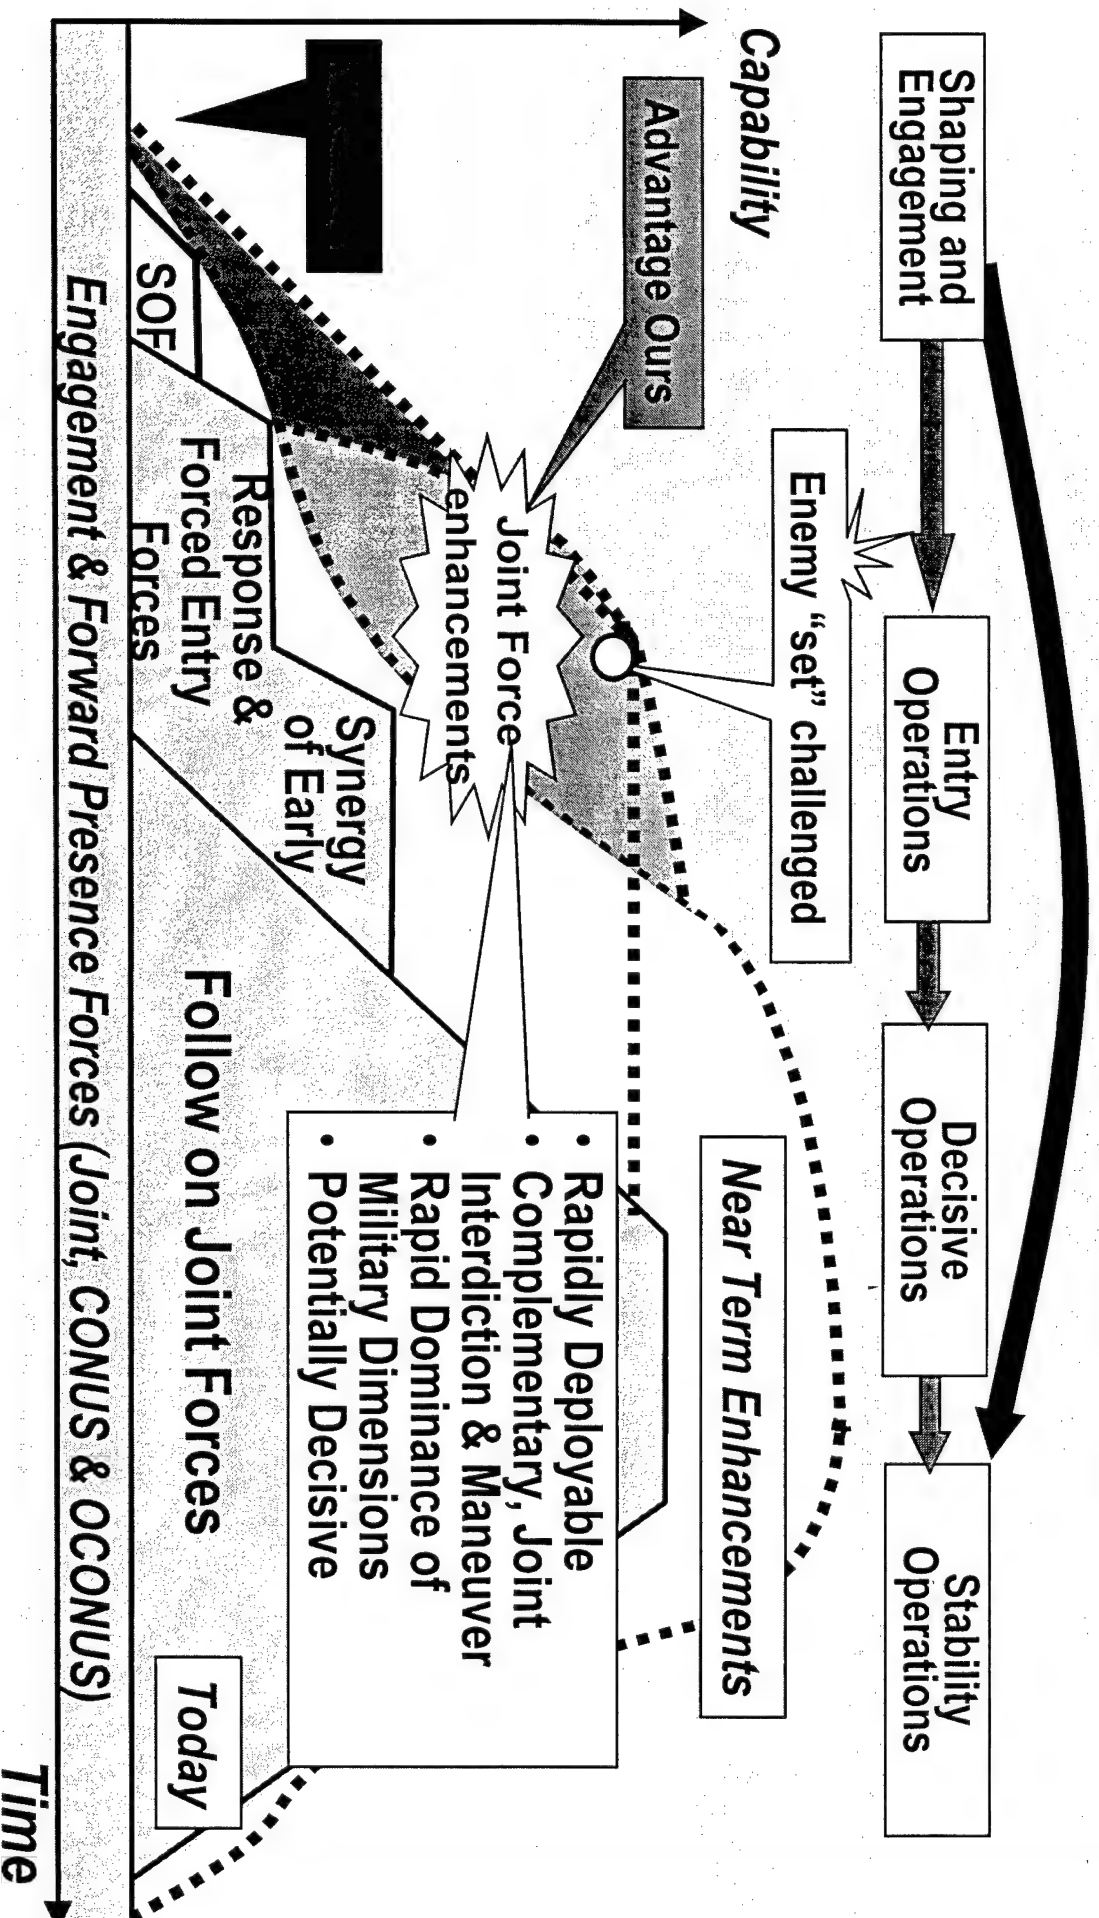 Shaping and
Engagement
Entry
Operations
Decisive
Operations
Stability
Operations
Capability
Enemy “set” challenged
Advantage Ours
Near Term Enhancements
Joint Force
enhancements
• Rapidly Deployable
• Complementary, Joint
Interdiction & Maneuver
• Rapid Dominance of
Military Dimensions
• Potentially Decisive
Synergy
of Early
Response &
Forced Entry
Forces
SOF
Follow on Joint Forces
Today
Engagement & Forward Presence Forces (Joint, CONUS & OCONUS)
Time